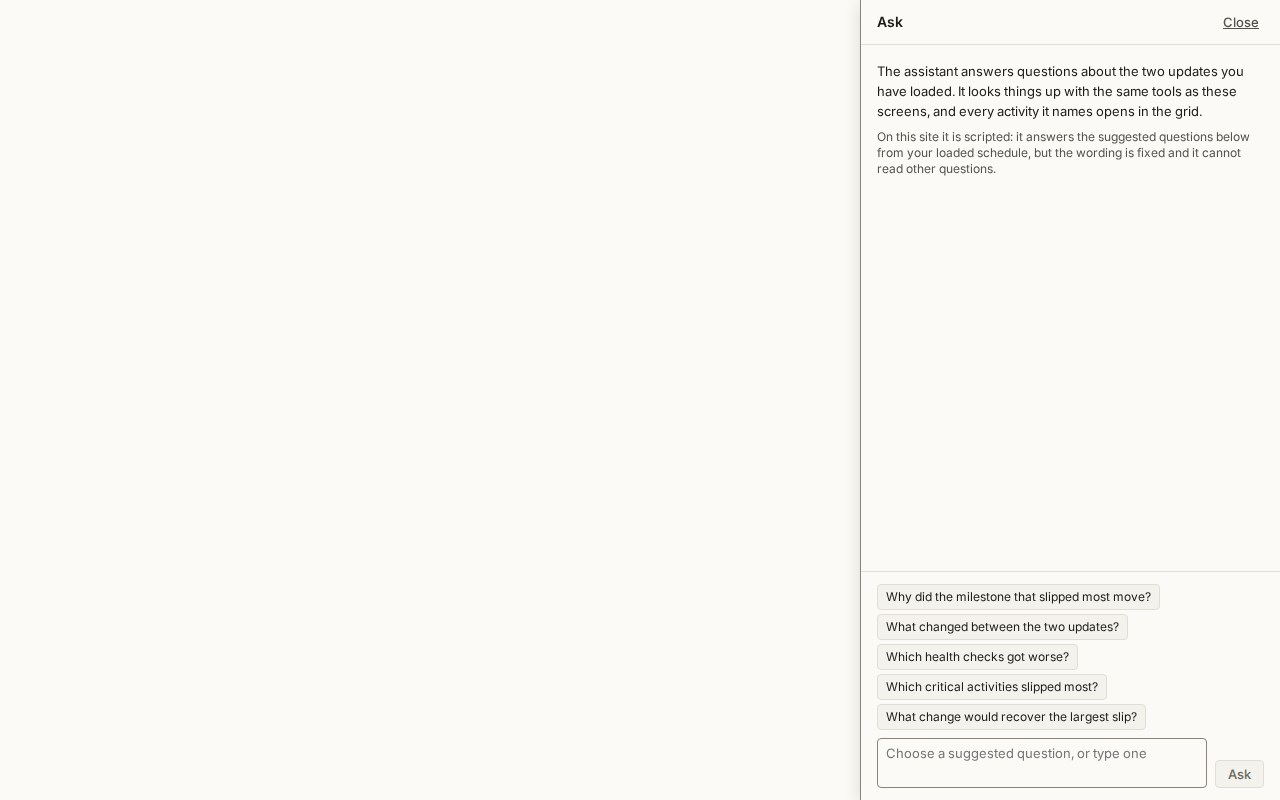 Ask
Close
The assistant answers questions about the two updates you
have loaded. It looks things up with the same tools as these
screens, and every activity it names opens in the grid.
On this site it is scripted: it answers the suggested questions below
from your loaded schedule, but the wording is fixed and it cannot
read other questions.
Why did the milestone that slipped most move?
What changed between the two updates?
Which health checks got worse?
Which critical activities slipped most?
What change would recover the largest slip?
Choose a suggested question, or type one
Ask